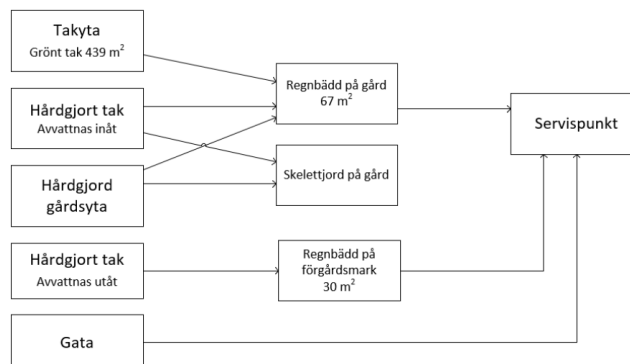 Takyta
Grönt tak 439 m²
Hårdgjort tak
Avvattnas inåt
Hårdgjord
gårdsyta
Hårdgjort tak
Avvattnas utåt
Gata
Regnbädd på gård
67 m²
Skelettjord på gård
Regnbädd på
förgårdsmark
30 m²
Servispunkt